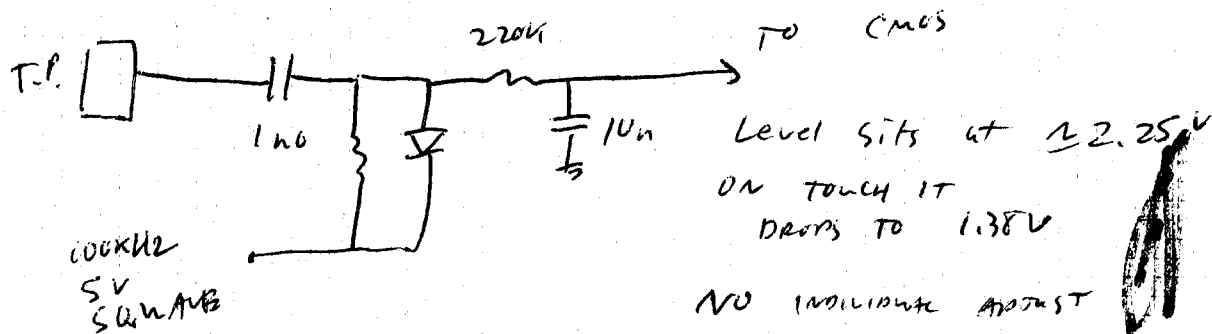 220K
TO CMOS
T.P.
1n0
10n
Level sits at ≏2.25V
ON TOUCH IT
DROPS TO 1.38V
100KHZ
5V
SQUAVE
NO INDIVIDUAL ADJUST